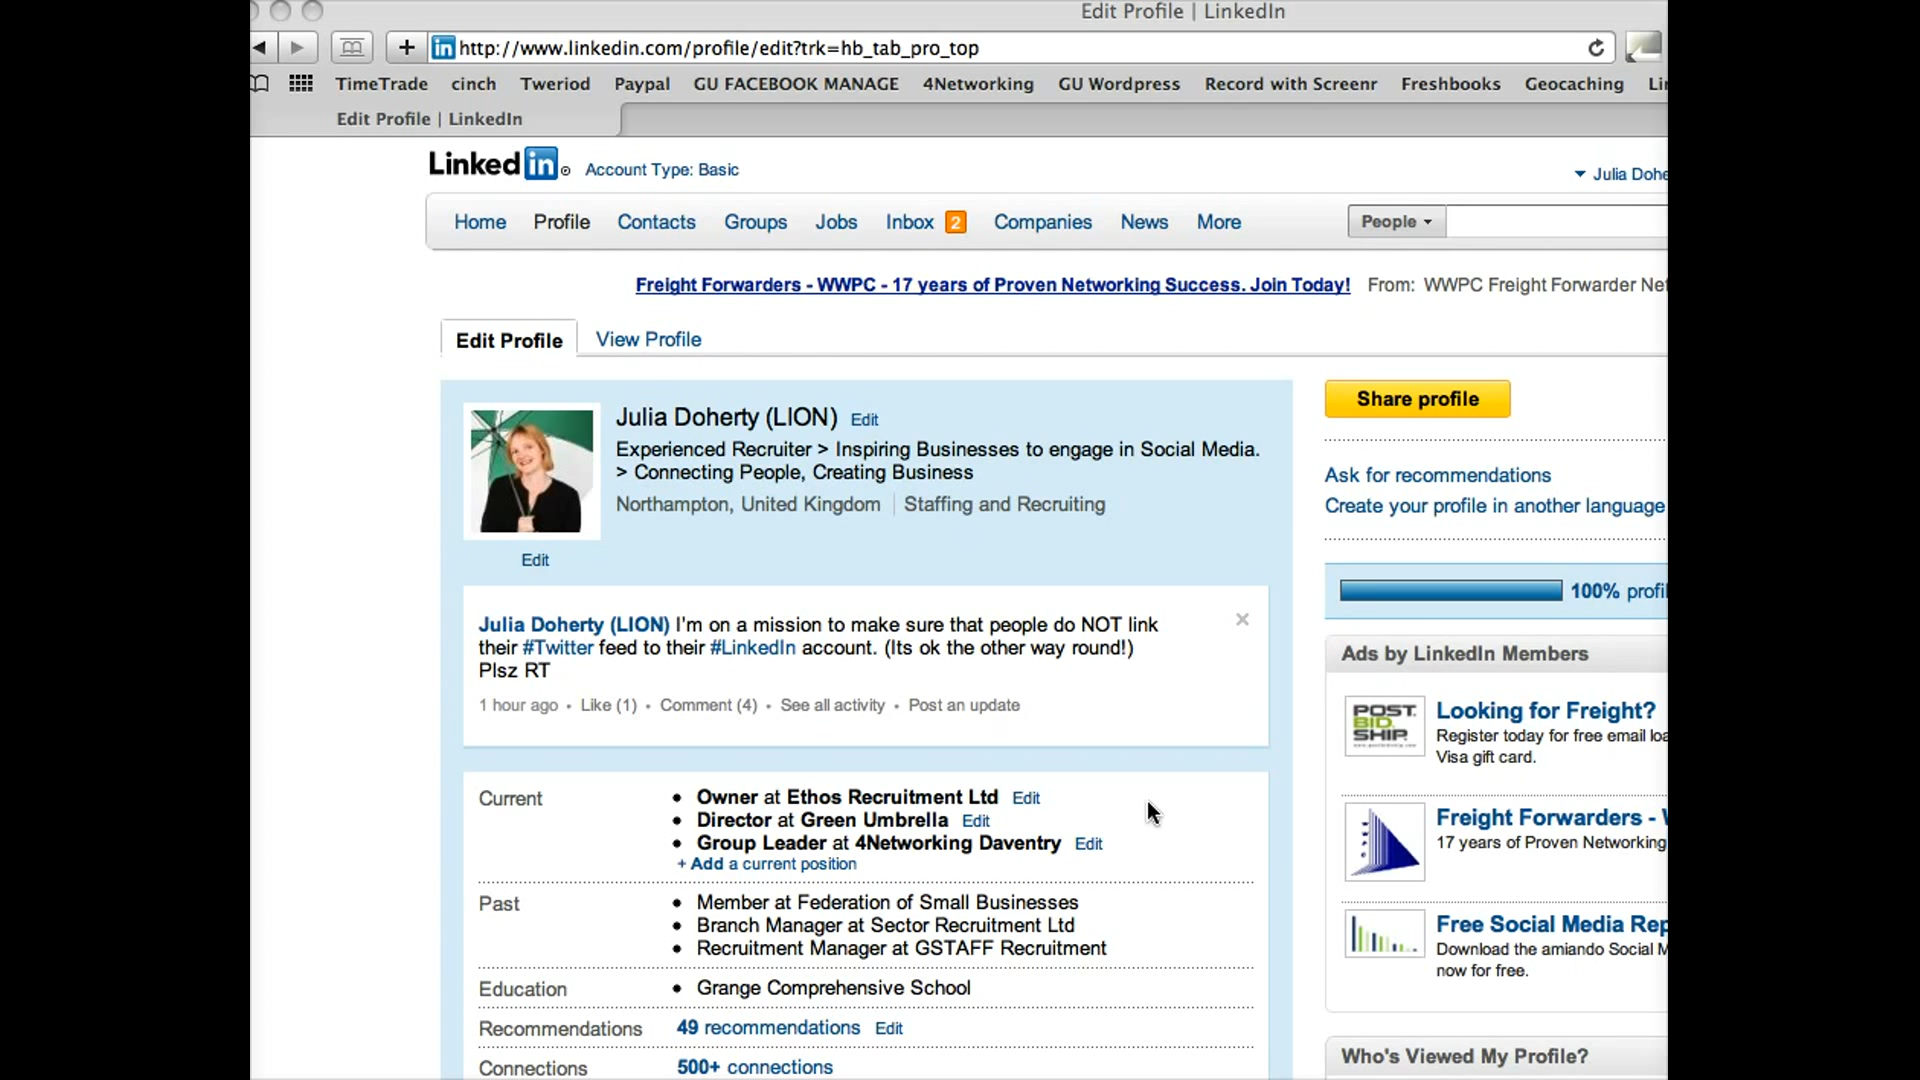 Edit Profile | LinkedIn
http://www.linkedin.com/profile/edit?trk=hb_tab_pro_top
TimeTrade cinch Tweriod Paypal GU FACEBOOK MANAGE 4Networking GU Wordpress Record with Screenr Freshbooks Geocaching
Edit Profile | LinkedIn
Linked in Account Type: Basic
Julia Dohe
Home Profile Contacts Groups Jobs Inbox 2 Companies News More People
Freight Forwarders - WWPC - 17 years of Proven Networking Success. Join Today! From: WWPC Freight Forwarder Net
Edit Profile View Profile
Julia Doherty (LION) Edit
Experienced Recruiter > Inspiring Businesses to engage in Social Media.
> Connecting People, Creating Business
Northampton, United Kingdom Staffing and Recruiting
Edit
Julia Doherty (LION) I'm on a mission to make sure that people do NOT link
their #Twitter feed to their #LinkedIn account. (Its ok the other way round!)
Plsz RT
1 hour ago • Like (1) • Comment (4) • See all activity • Post an update
Current
• Owner at Ethos Recruitment Ltd Edit
• Director at Green Umbrella Edit
• Group Leader at 4Networking Daventry Edit
+ Add a current position
Past
• Member at Federation of Small Businesses
• Branch Manager at Sector Recruitment Ltd
• Recruitment Manager at GSTAFF Recruitment
Education • Grange Comprehensive School
Recommendations 49 recommendations Edit
Connections 500+ connections
Share profile
Ask for recommendations
Create your profile in another language
100% profil
Ads by LinkedIn Members
POST.
BID.
SHIP.
Looking for Freight?
Register today for free email loa
Visa gift card.
Freight Forwarders - W
17 years of Proven Networking
Free Social Media Rep
Download the amiando Social M
now for free.
Who's Viewed My Profile?